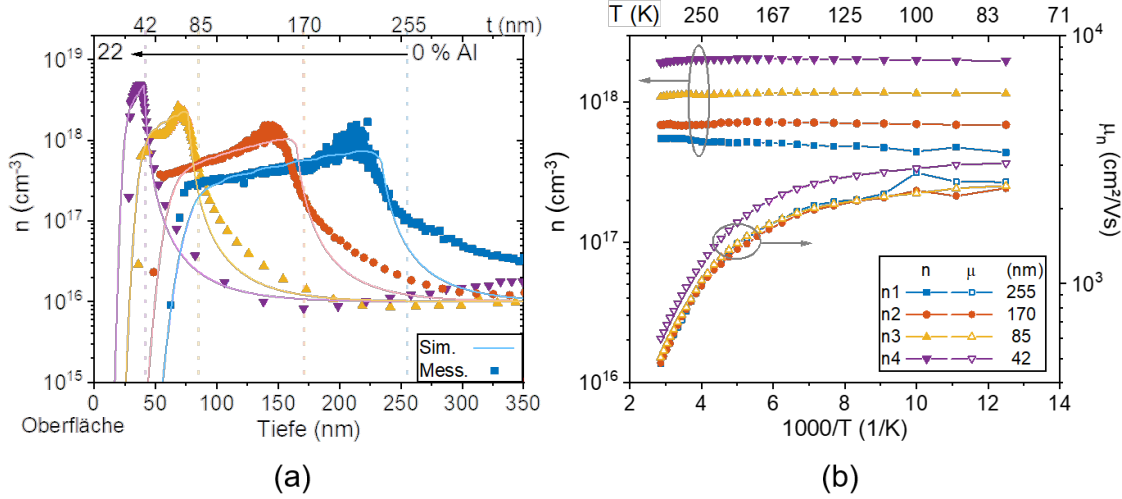 42 85 170 255 t (nm)
22 0 % Al
10¹⁹
10¹⁸
10¹⁷
10¹⁶
10¹⁵
n (cm⁻³)
Sim.
Mess.
0 50 100 150 200 250 300 350
Oberfläche Tiefe (nm)
(a)
T (K) 250 167 125 100 83 71
10¹⁸
10¹⁷
10¹⁶
n (cm⁻³)
10⁴
10³
μₙ (cm²/Vs)
n μ (nm)
n1 255
n2 170
n3 85
n4 42
2 4 6 8 10 12 14
1000/T (1/K)
(b)